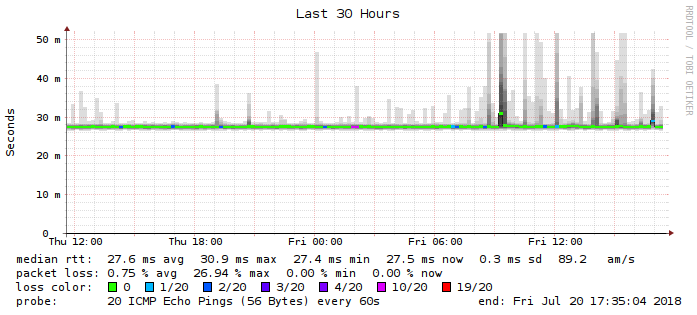 Last 30 Hours
RRDTOOL / TOBI OETIKER
Seconds
50 m
40 m
30 m
20 m
10 m
0
Thu 12:00 Thu 18:00 Fri 00:00 Fri 06:00 Fri 12:00
median rtt: 27.6 ms avg 30.9 ms max 27.4 ms min 27.5 ms now 0.3 ms sd 89.2 am/s
packet loss: 0.75 % avg 26.94 % max 0.00 % min 0.00 % now
loss color: 0 1/20 2/20 3/20 4/20 10/20 19/20
probe: 20 ICMP Echo Pings (56 Bytes) every 60s end: Fri Jul 20 17:35:04 2018